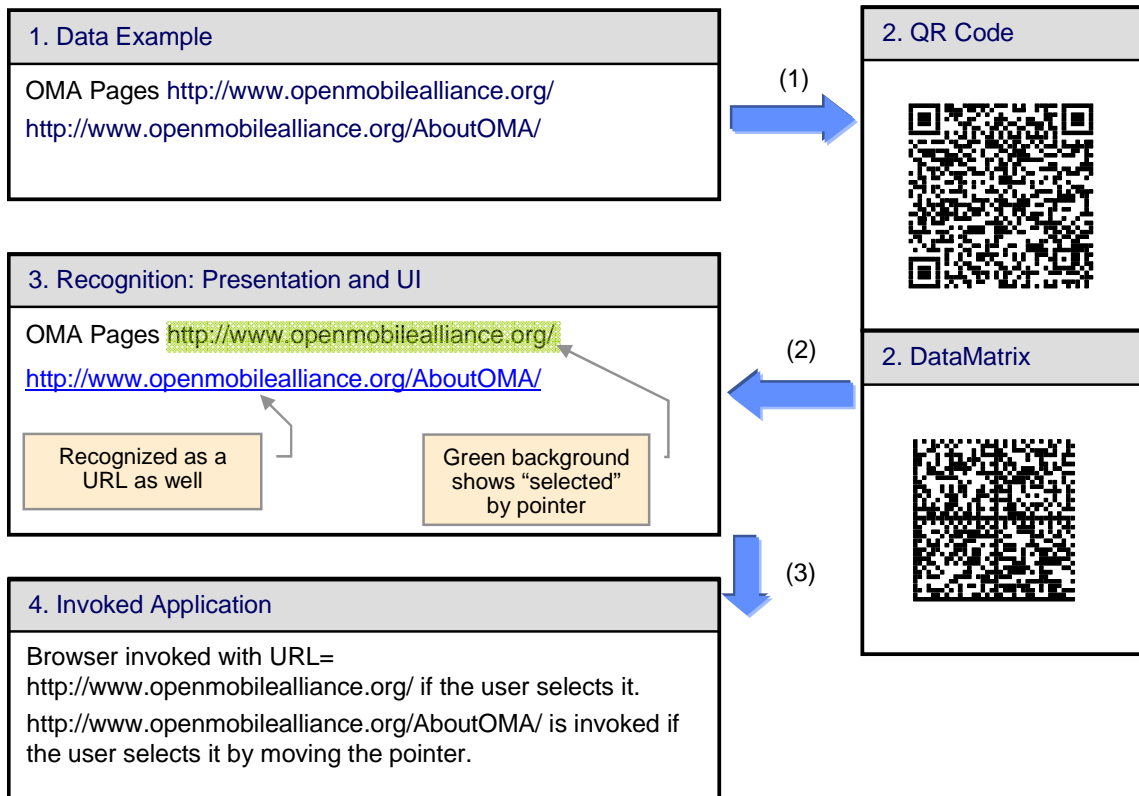 1. Data Example
OMA Pages http://www.openmobilealliance.org/
http://www.openmobilealliance.org/AboutOMA/
(1)
2. QR Code
2. DataMatrix
(2)
3. Recognition: Presentation and UI
OMA Pages http://www.openmobilealliance.org/
http://www.openmobilealliance.org/AboutOMA/
Recognized as a
URL as well
Green background
shows “selected”
by pointer
(3)
4. Invoked Application
Browser invoked with URL=
http://www.openmobilealliance.org/ if the user selects it.
http://www.openmobilealliance.org/AboutOMA/ is invoked if
the user selects it by moving the pointer.